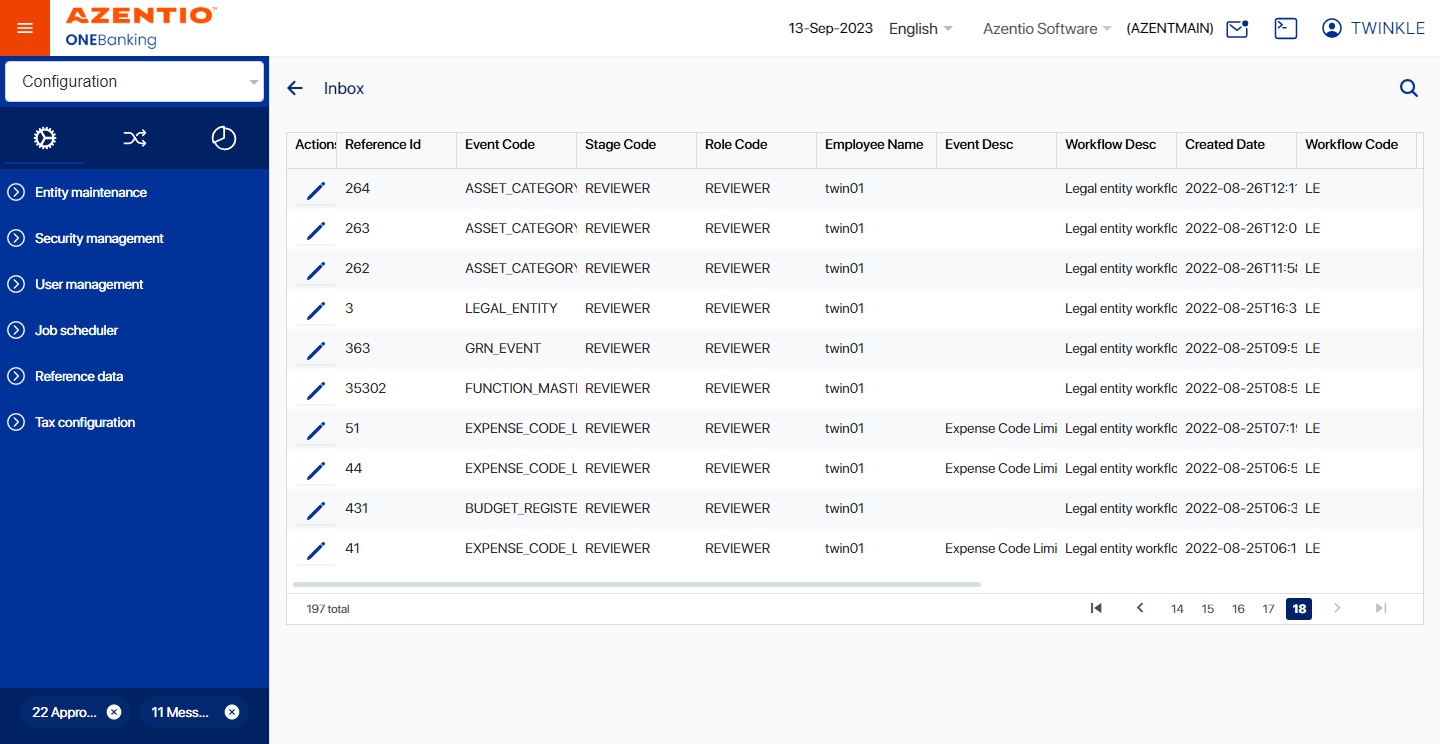 AZENTIO™
ONEBanking
13-Sep-2023 English Azentio Software (AZENTMAIN) TWINKLE
Configuration
Entity maintenance
Security management
User management
Job scheduler
Reference data
Tax configuration
22 Appro... 11 Mess...
Inbox
Actions Reference Id Event Code Stage Code Role Code Employee Name Event Desc Workflow Desc Created Date Workflow Code
264 ASSET_CATEGORY REVIEWER REVIEWER twin01 Legal entity workflo 2022-08-26T12:11 LE
263 ASSET_CATEGORY REVIEWER REVIEWER twin01 Legal entity workflo 2022-08-26T12:0 LE
262 ASSET_CATEGORY REVIEWER REVIEWER twin01 Legal entity workflo 2022-08-26T11:58 LE
3 LEGAL_ENTITY REVIEWER REVIEWER twin01 Legal entity workflo 2022-08-25T16:3 LE
363 GRN_EVENT REVIEWER REVIEWER twin01 Legal entity workflo 2022-08-25T09:5 LE
35302 FUNCTION_MAST REVIEWER REVIEWER twin01 Legal entity workflo 2022-08-25T08:5 LE
51 EXPENSE_CODE_L REVIEWER REVIEWER twin01 Expense Code Limi Legal entity workflo 2022-08-25T07:19 LE
44 EXPENSE_CODE_L REVIEWER REVIEWER twin01 Expense Code Limi Legal entity workflo 2022-08-25T06:5 LE
431 BUDGET_REGISTE REVIEWER REVIEWER twin01 Legal entity workflo 2022-08-25T06:3 LE
41 EXPENSE_CODE_L REVIEWER REVIEWER twin01 Expense Code Limi Legal entity workflo 2022-08-25T06:1 LE
197 total 14 15 16 17 18